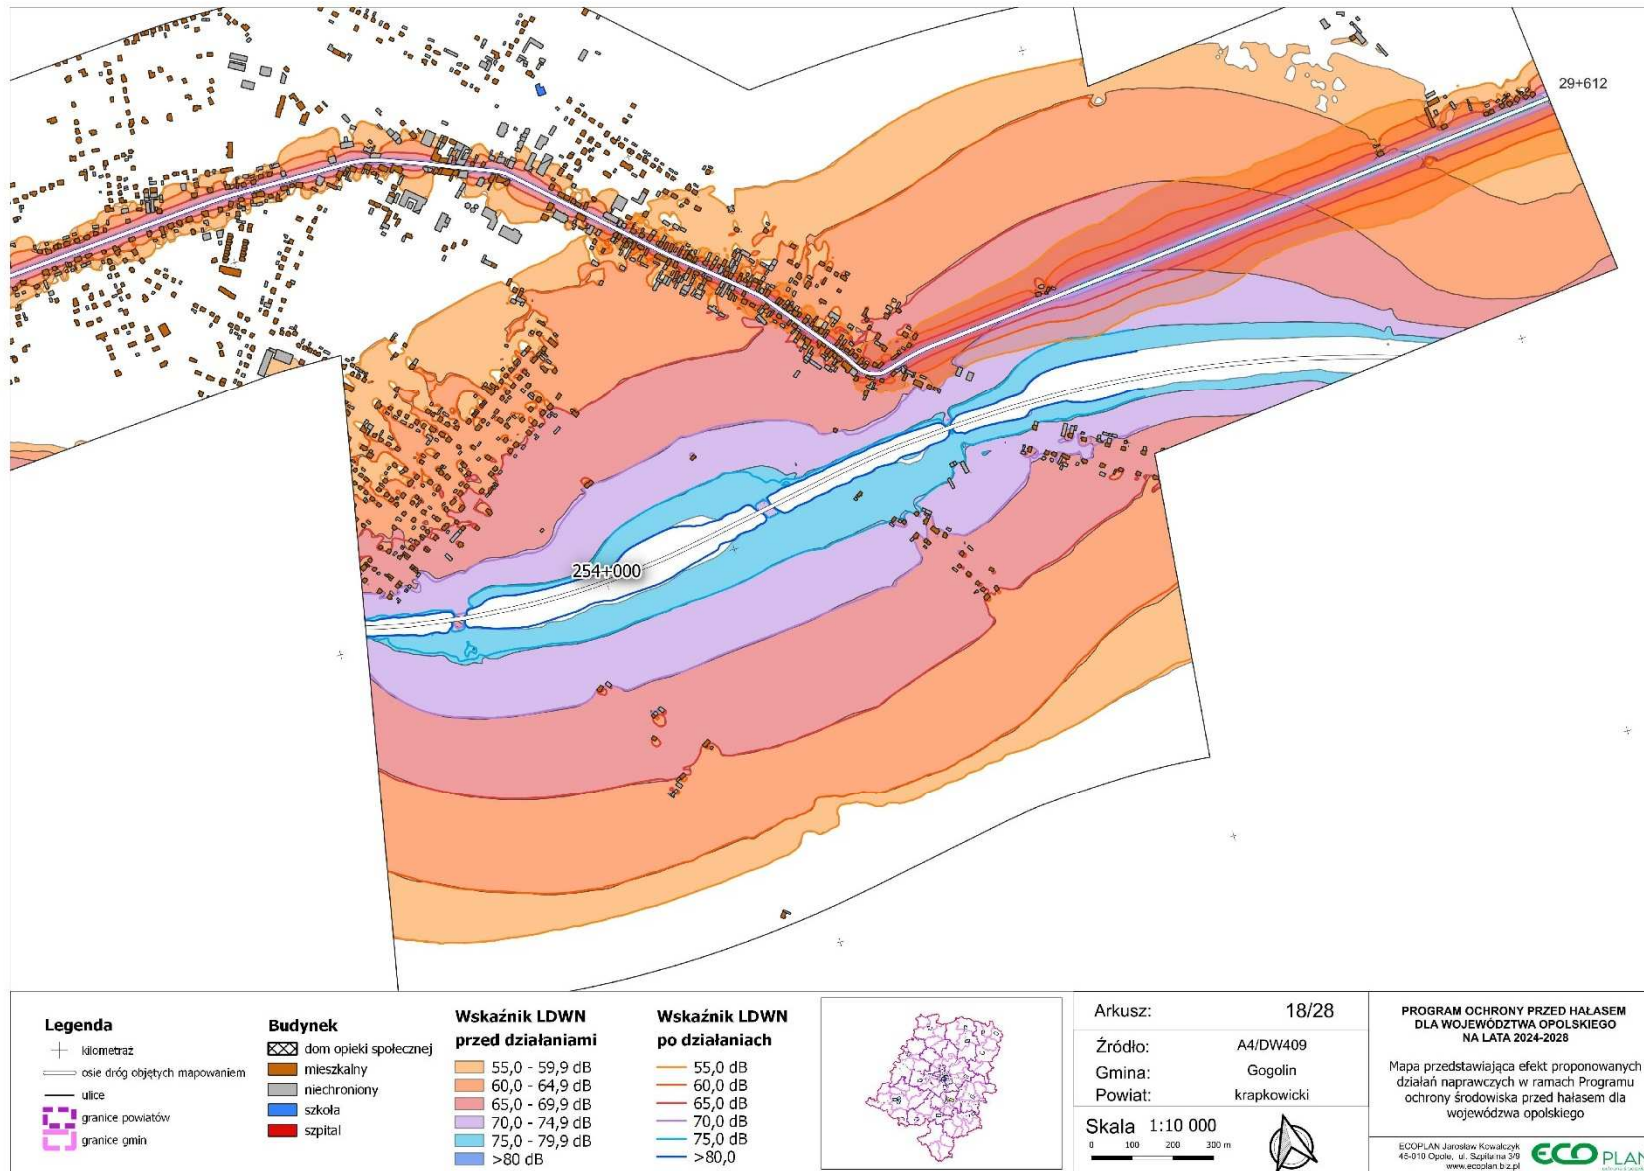 29+612
254+000
Legenda
kilometraż
osie dróg objętych mapowaniem
ulice
granice powiatów
granice gmin
Budynek
dom opieki społecznej
mieszkalny
niechroniony
szkoła
szpital
Wskaźnik LDWN
przed działaniami
55,0 - 59,9 dB
60,0 - 64,9 dB
65,0 - 69,9 dB
70,0 - 74,9 dB
75,0 - 79,9 dB
>80 dB
Wskaźnik LDWN
po działaniach
55,0 dB
60,0 dB
65,0 dB
70,0 dB
75,0 dB
>80,0
Arkusz: 18/28
Źródło: A4/DW409
Gmina: Gogolin
Powiat: krapkowicki
Skala 1:10 000
0 100 200 300 m
PROGRAM OCHRONY PRZED HAŁASEM
DLA WOJEWÓDZTWA OPOLSKIEGO
NA LATA 2024-2028
Mapa przedstawiająca efekt proponowanych
działań naprawczych w ramach Programu
ochrony środowiska przed hałasem dla
wojewódzwa opolskiego
ECOPLAN Jarosław Kowalczyk
45-010 Opole, ul. Szpitalna 3/9
www.ecoplan.biz.pl
ECO PLAN